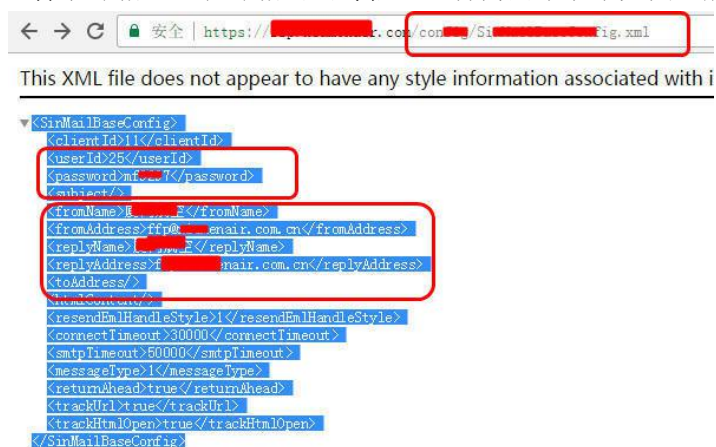 安全 | https:// r.com/con /Si fig.xml
This XML file does not appear to have any style information associated with i
<SinMailBaseConfig>
<clientId>11</clientId>
<userId>25</userId>
<password>mf 7</password>
<subject/>
<fromName> </fromName>
<fromAddress>ffp@ enair.com.cn</fromAddress>
<replyName> </replyName>
<replyAddress>f enair.com.cn</replyAddress>
<toAddress/>
<htmlContent/>
<resendEmlHandleStyle>1</resendEmlHandleStyle>
<connectTimeout>30000</connectTimeout>
<smtpTimeout>50000</smtpTimeout>
<messageType>1</messageType>
<returnAhead>true</returnAhead>
<trackUrl>true</trackUrl>
<trackHtmlOpen>true</trackHtmlOpen>
</SinMailBaseConfig>